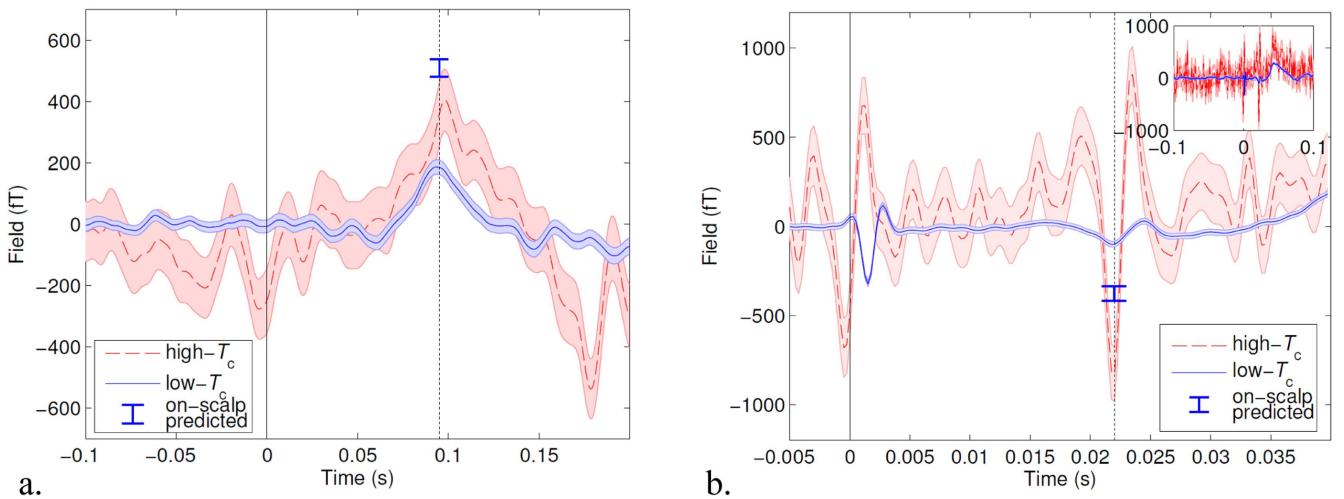 600
400
200
0
−200
−400
−600
Field (fT)
high−Tc
low−Tc
on−scalp
predicted
−0.1
−0.05
0
0.05
0.1
0.15
Time (s)
a.
1000
500
0
−500
−1000
Field (fT)
1000
0
−1000
−0.1
0
0.1
high−Tc
low−Tc
on−scalp
predicted
−0.005
0
0.005
0.01
0.015
0.02
0.025
0.03
0.035
Time (s)
b.